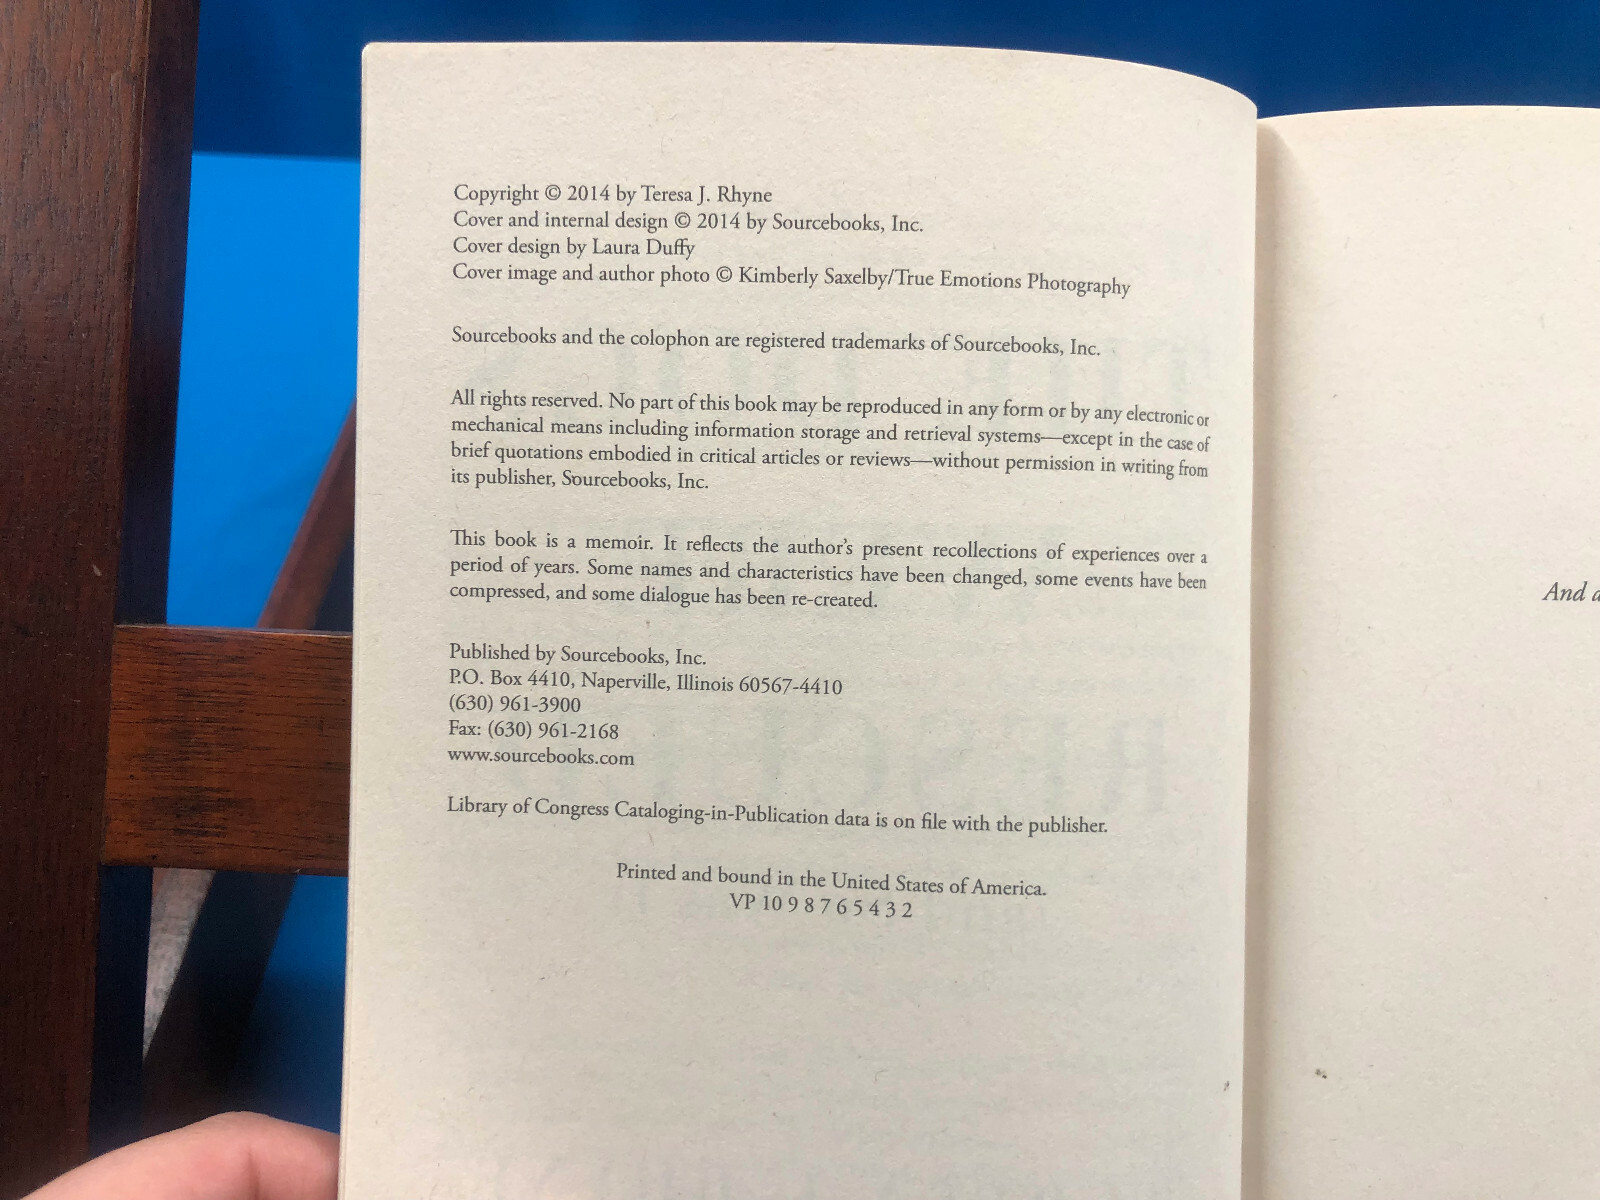 Copyright © 2014 by Teresa J. Rhyne
Cover and internal design © 2014 by Sourcebooks, Inc.
Cover design by Laura Duffy
Cover image and author photo © Kimberly Saxelby/True Emotions Photography
Sourcebooks and the colophon are registered trademarks of Sourcebooks, Inc.
All rights reserved. No part of this book may be reproduced in any form or by any electronic or
mechanical means including information storage and retrieval systems—except in the case of
brief quotations embodied in critical articles or reviews—without permission in writing from
its publisher, Sourcebooks, Inc.
This book is a memoir. It reflects the author's present recollections of experiences over a
period of years. Some names and characteristics have been changed, some events have been
compressed, and some dialogue has been re-created.
Published by Sourcebooks, Inc.
P.O. Box 4410, Naperville, Illinois 60567-4410
(630) 961-3900
Fax: (630) 961-2168
www.sourcebooks.com
Library of Congress Cataloging-in-Publication data is on file with the publisher.
Printed and bound in the United States of America.
VP 10 9 8 7 6 5 4 3 2
And